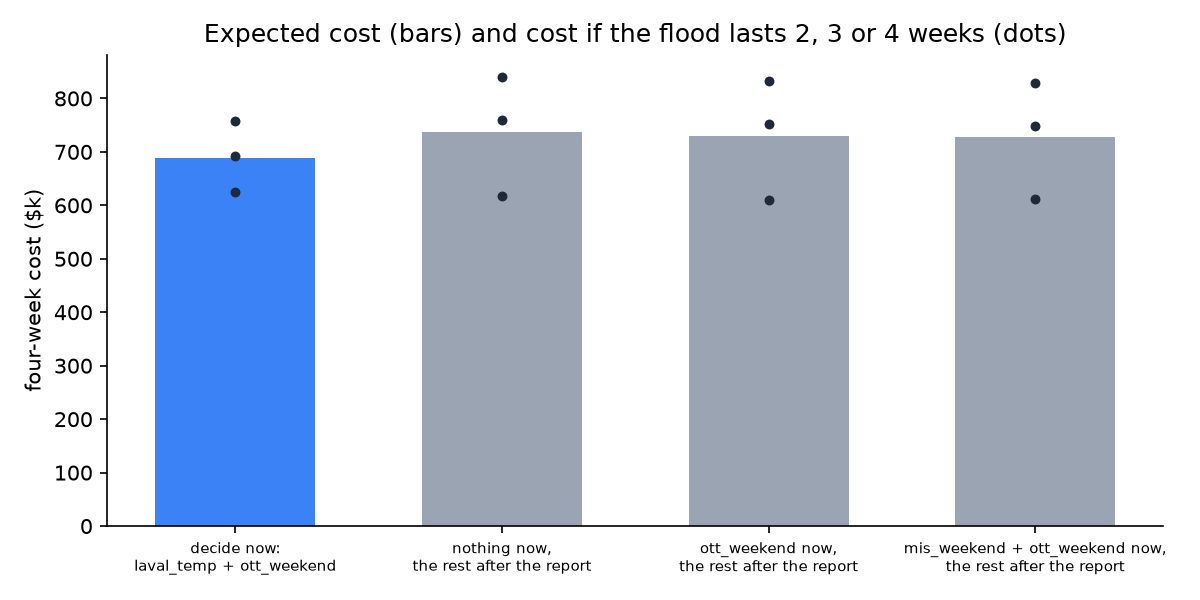 Expected cost (bars) and cost if the flood lasts 2, 3 or 4 weeks (dots)
four-week cost ($k)
800
700
600
500
400
300
200
100
0
decide now:
laval_temp + ott_weekend
nothing now,
the rest after the report
ott_weekend now,
the rest after the report
mis_weekend + ott_weekend now,
the rest after the report